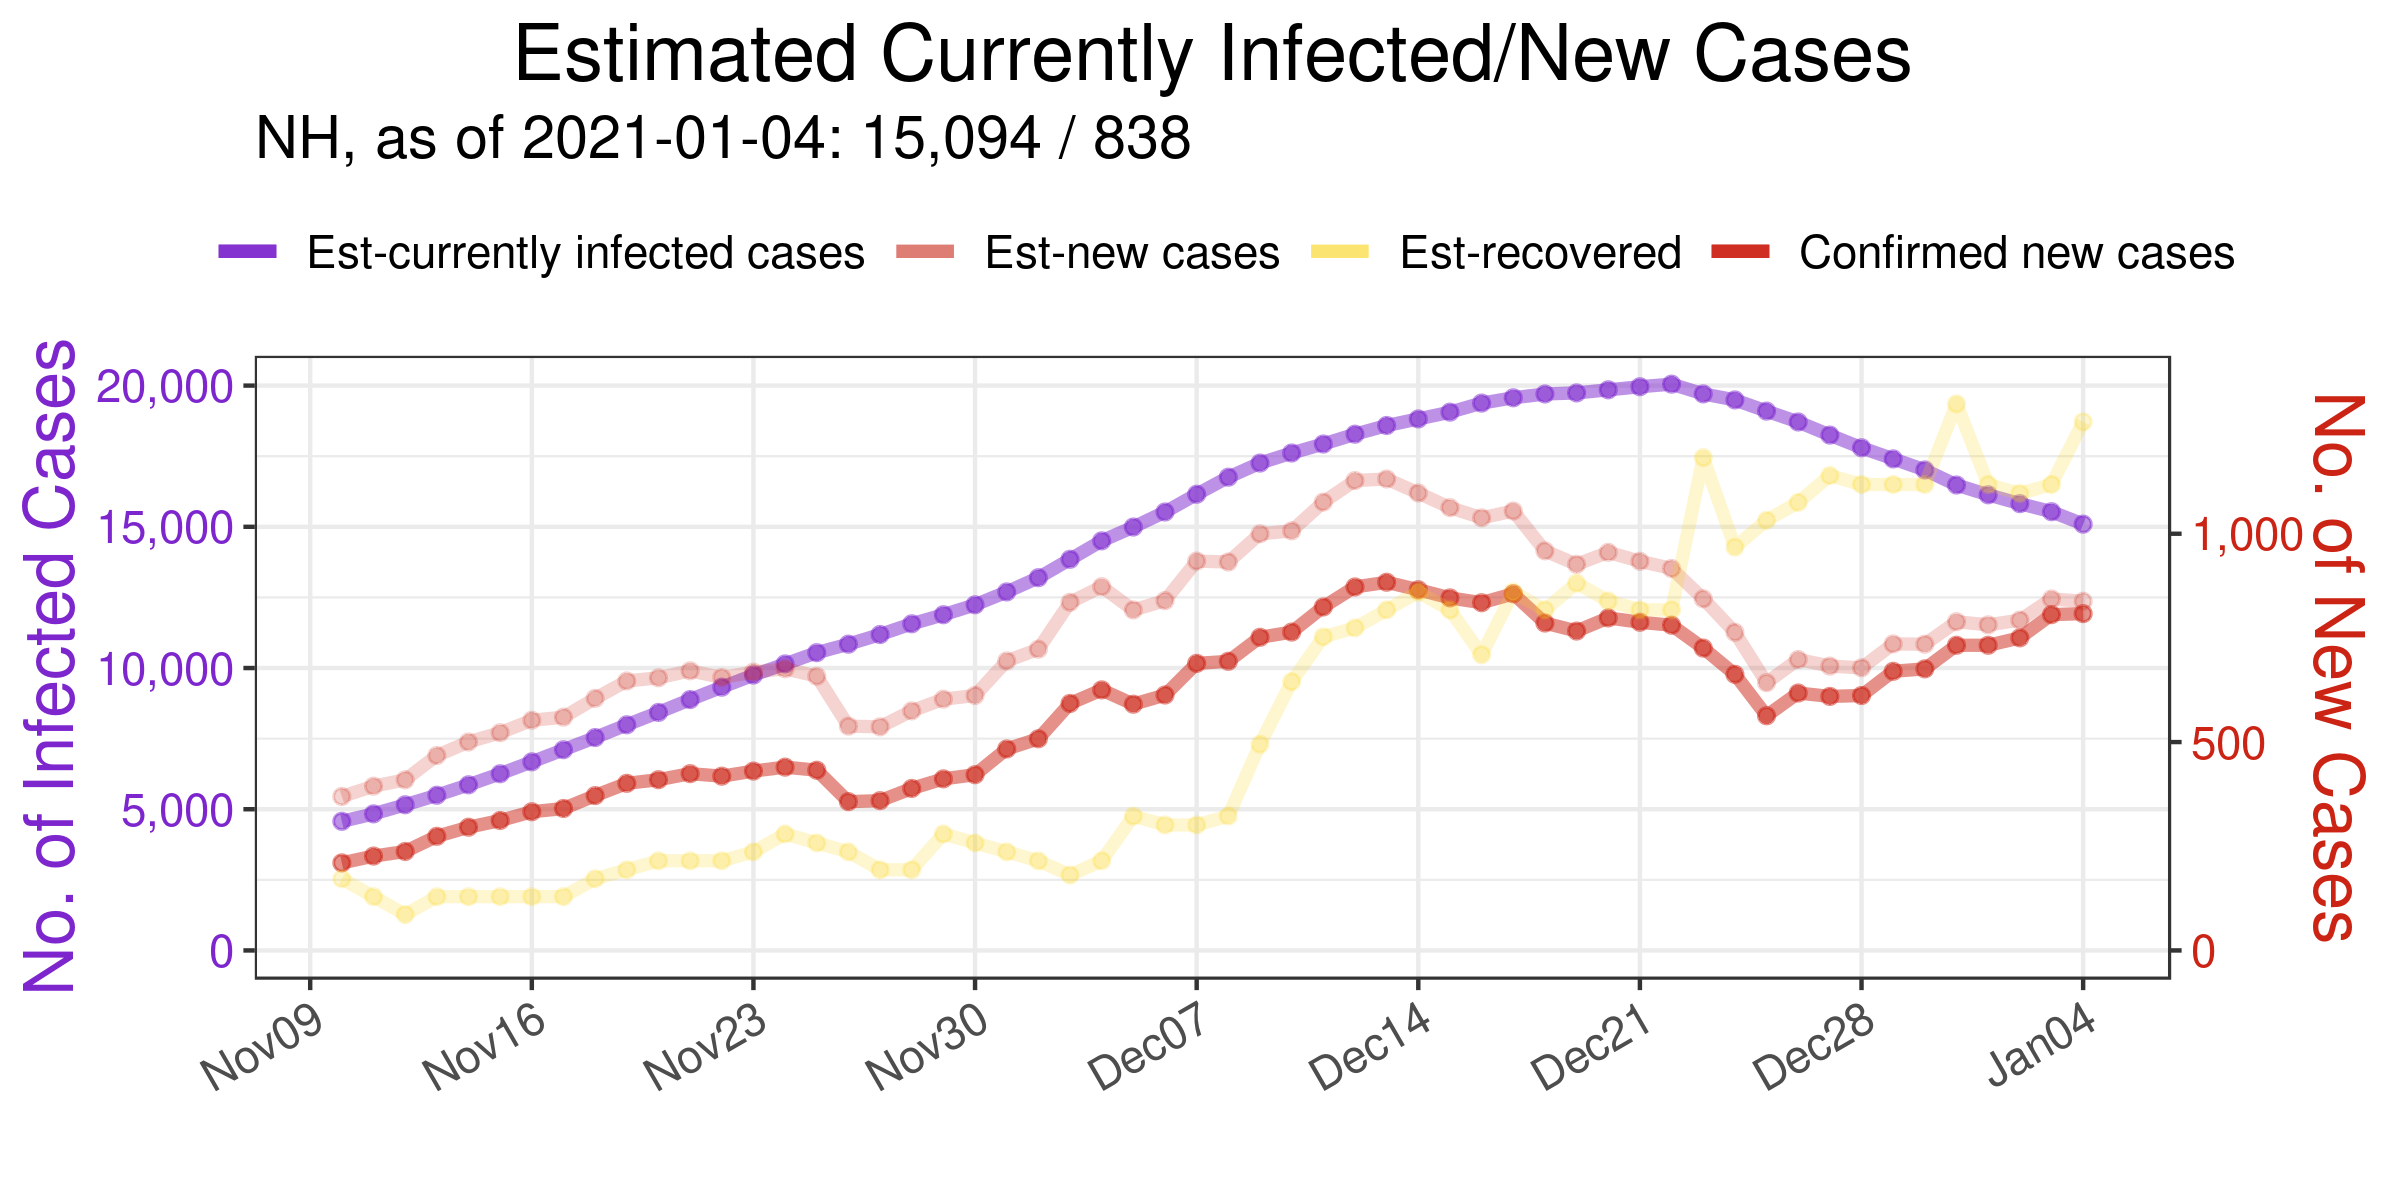 Estimated Currently Infected/New Cases
NH, as of 2021-01-04: 15,094 / 838
Est-currently infected cases Est-new cases Est-recovered Confirmed new cases
No. of Infected Cases
20,000
15,000
10,000
5,000
0
1,000
500
0
No. of New Cases
Nov09 Nov16 Nov23 Nov30 Dec07 Dec14 Dec21 Dec28 Jan04